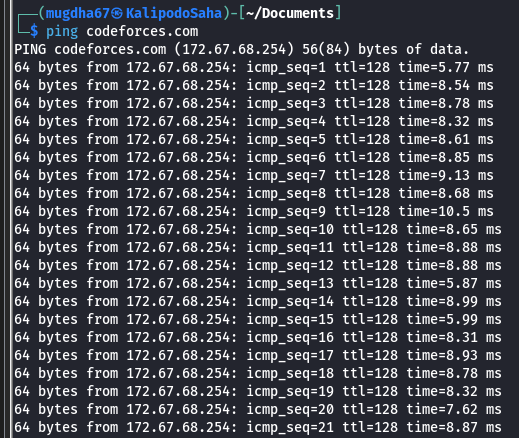 ┌──(mugdha67㉿KalipodoSaha)-[~/Documents]
└─$ ping codeforces.com
PING codeforces.com (172.67.68.254) 56(84) bytes of data.
64 bytes from 172.67.68.254: icmp_seq=1 ttl=128 time=5.77 ms
64 bytes from 172.67.68.254: icmp_seq=2 ttl=128 time=8.54 ms
64 bytes from 172.67.68.254: icmp_seq=3 ttl=128 time=8.78 ms
64 bytes from 172.67.68.254: icmp_seq=4 ttl=128 time=8.32 ms
64 bytes from 172.67.68.254: icmp_seq=5 ttl=128 time=8.61 ms
64 bytes from 172.67.68.254: icmp_seq=6 ttl=128 time=8.85 ms
64 bytes from 172.67.68.254: icmp_seq=7 ttl=128 time=9.13 ms
64 bytes from 172.67.68.254: icmp_seq=8 ttl=128 time=8.68 ms
64 bytes from 172.67.68.254: icmp_seq=9 ttl=128 time=10.5 ms
64 bytes from 172.67.68.254: icmp_seq=10 ttl=128 time=8.65 ms
64 bytes from 172.67.68.254: icmp_seq=11 ttl=128 time=8.88 ms
64 bytes from 172.67.68.254: icmp_seq=12 ttl=128 time=8.88 ms
64 bytes from 172.67.68.254: icmp_seq=13 ttl=128 time=5.87 ms
64 bytes from 172.67.68.254: icmp_seq=14 ttl=128 time=8.99 ms
64 bytes from 172.67.68.254: icmp_seq=15 ttl=128 time=5.99 ms
64 bytes from 172.67.68.254: icmp_seq=16 ttl=128 time=8.31 ms
64 bytes from 172.67.68.254: icmp_seq=17 ttl=128 time=8.93 ms
64 bytes from 172.67.68.254: icmp_seq=18 ttl=128 time=8.78 ms
64 bytes from 172.67.68.254: icmp_seq=19 ttl=128 time=8.32 ms
64 bytes from 172.67.68.254: icmp_seq=20 ttl=128 time=7.62 ms
64 bytes from 172.67.68.254: icmp_seq=21 ttl=128 time=8.87 ms